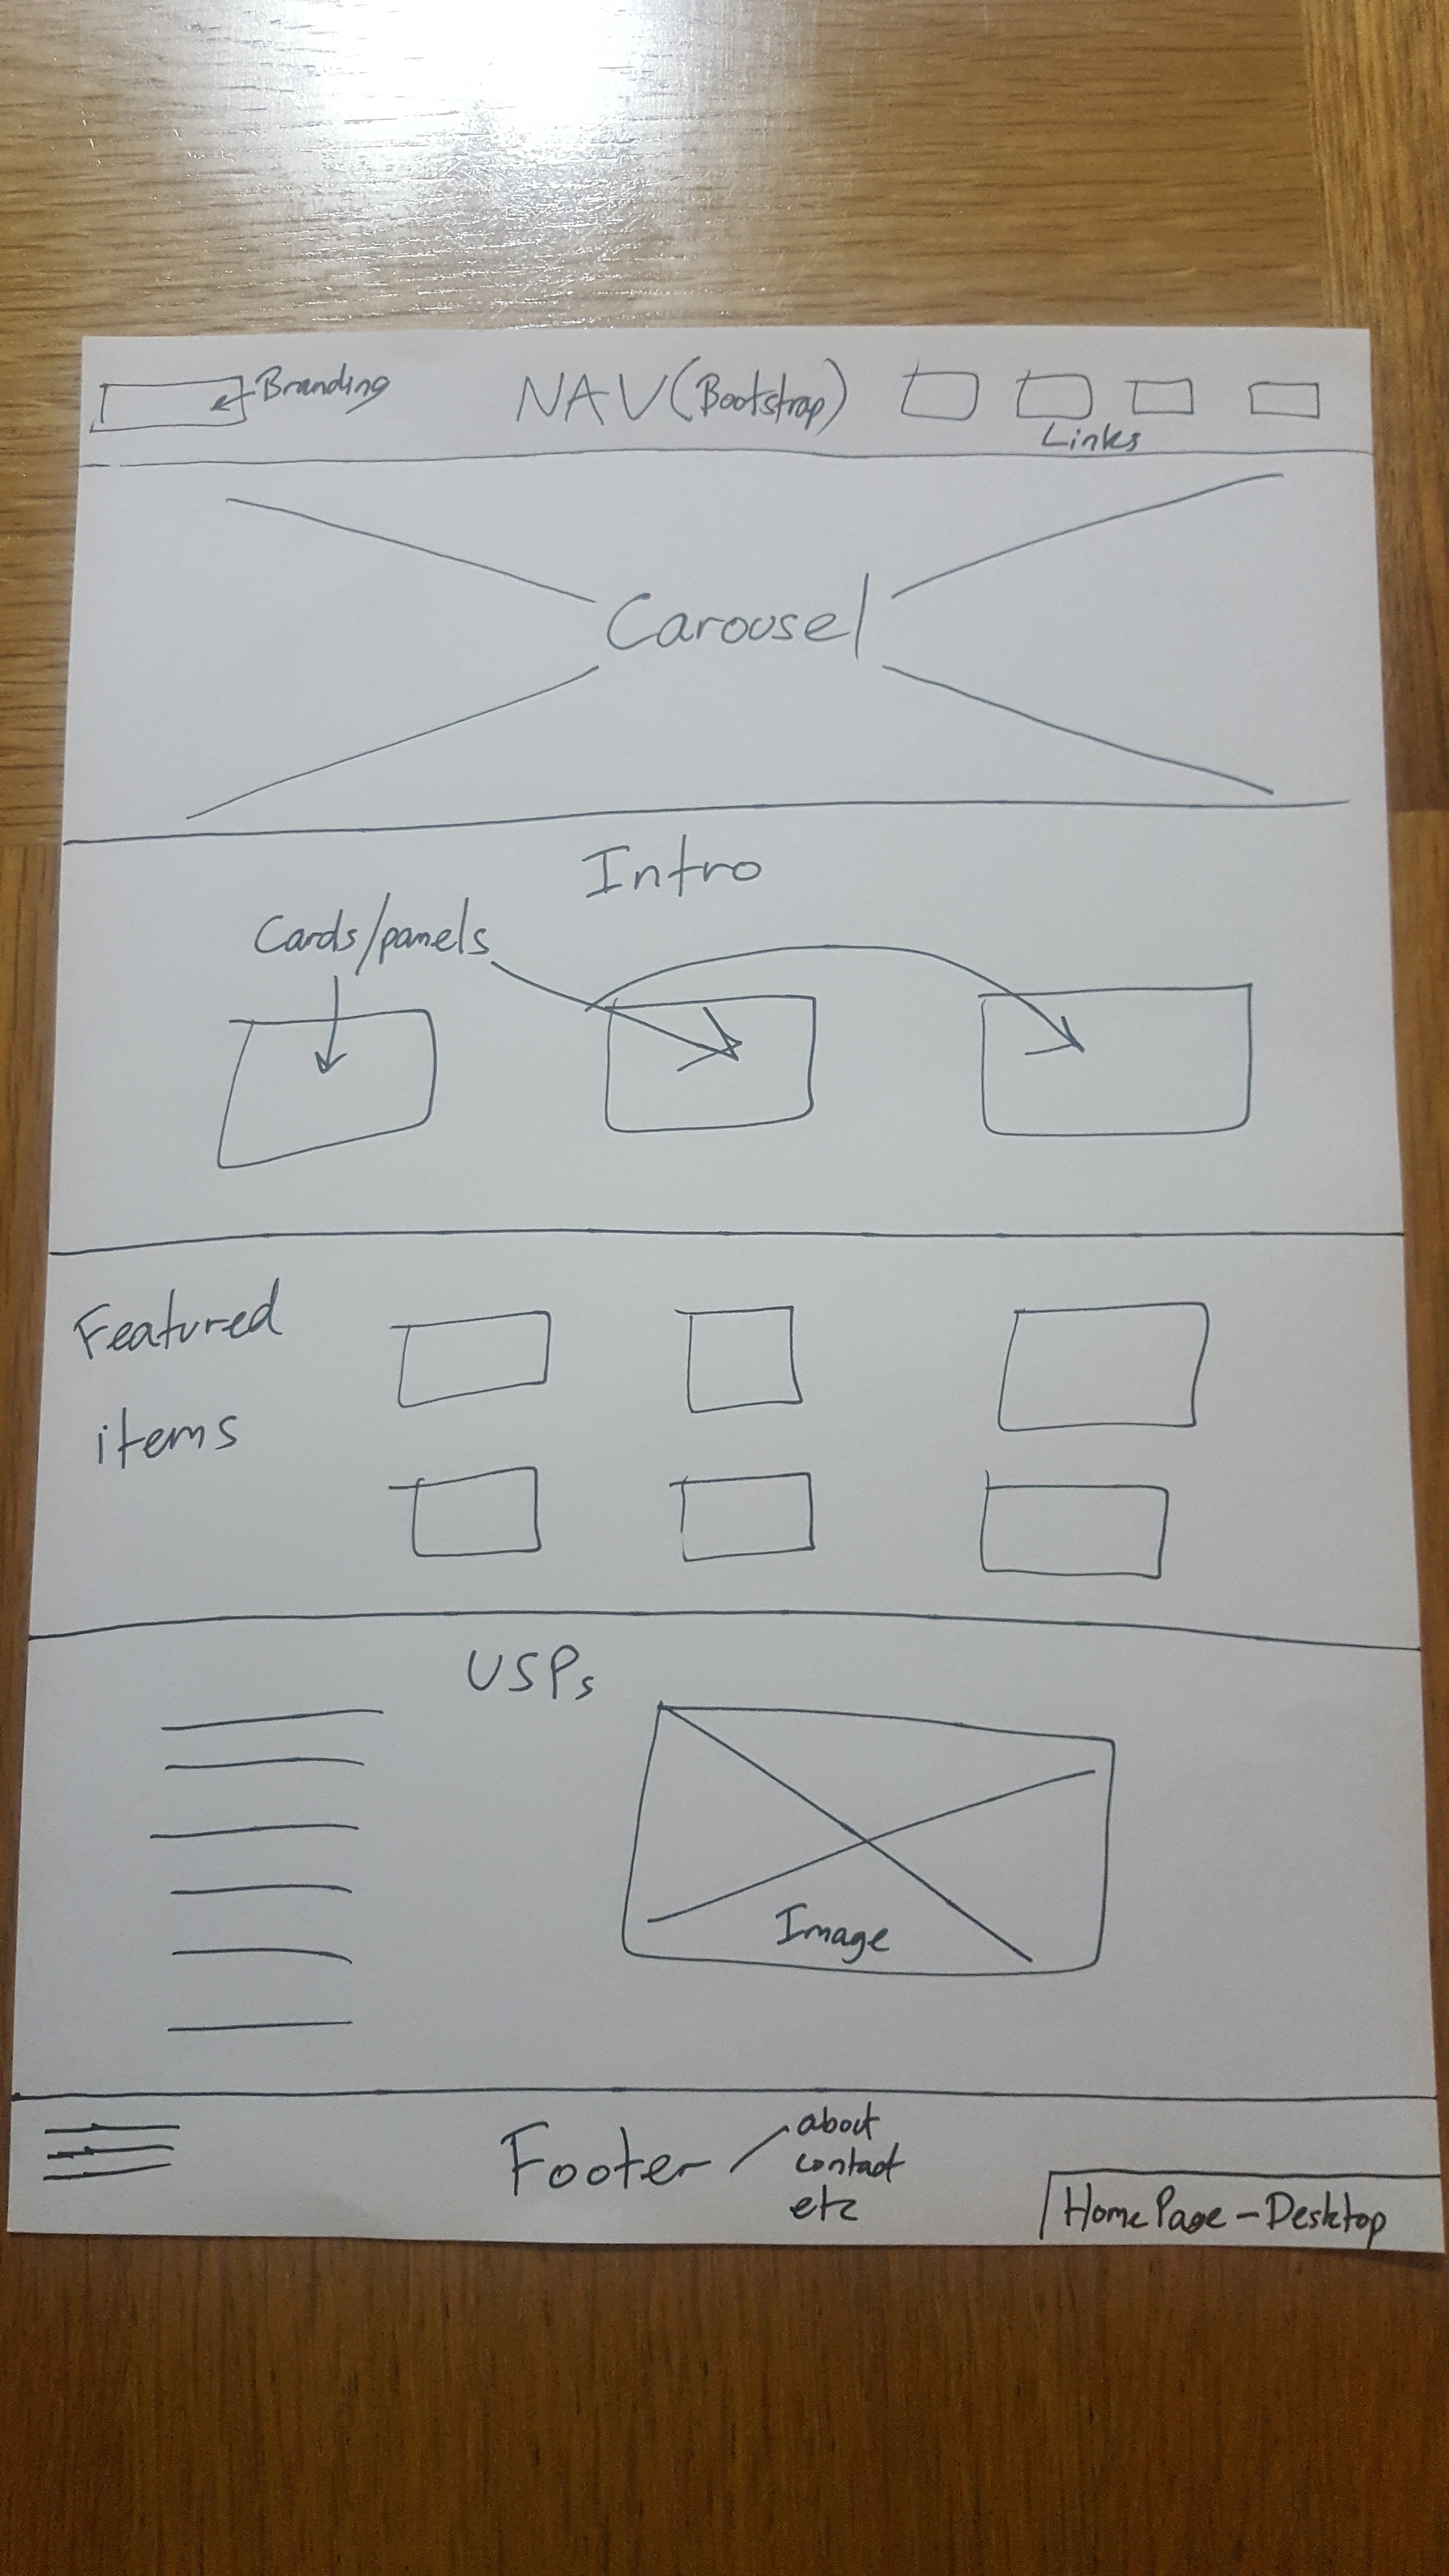 Branding
NAV (Bootstrap)
Links
Carousel
Intro
Cards/panels
Featured
items
USPs
Image
Footer
about
contact
etc
Home Page - Desktop